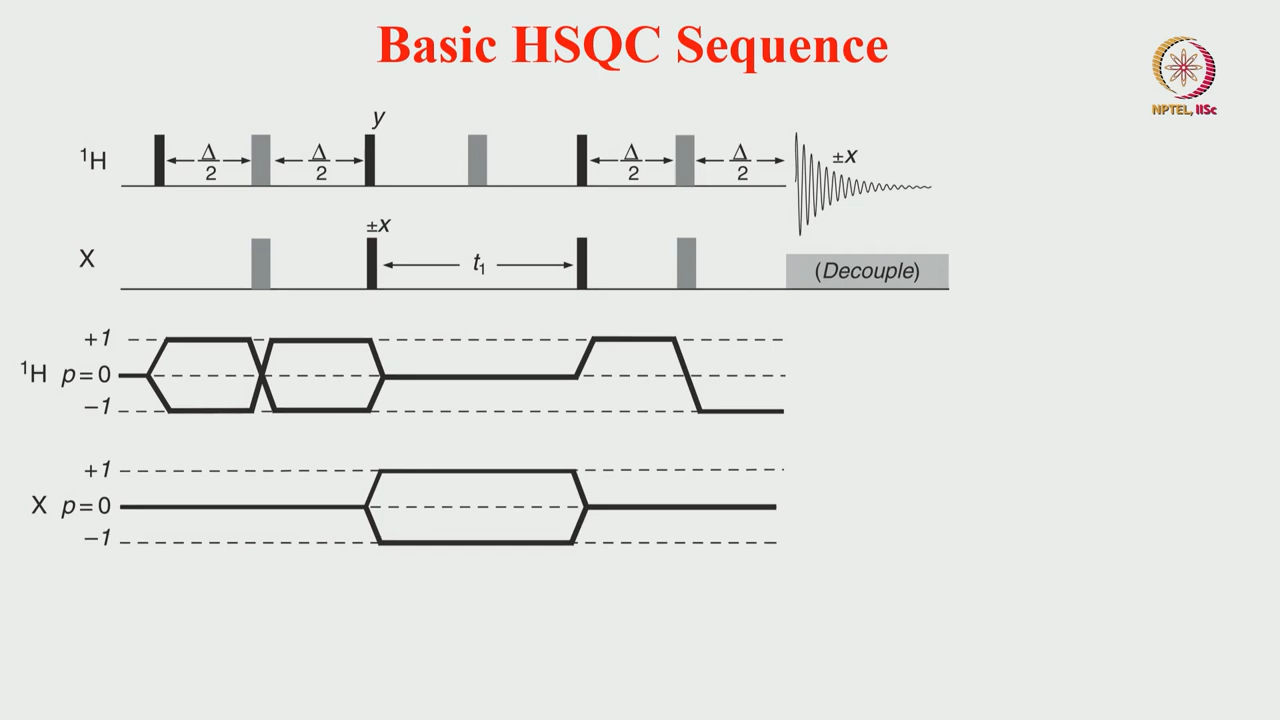 Basic HSQC Sequence
NPTEL, IISc
y
¹H Δ/2 Δ/2 Δ/2 Δ/2 ±x
±x
X t₁ (Decouple)
+1
¹H p=0
−1
+1
X p=0
−1